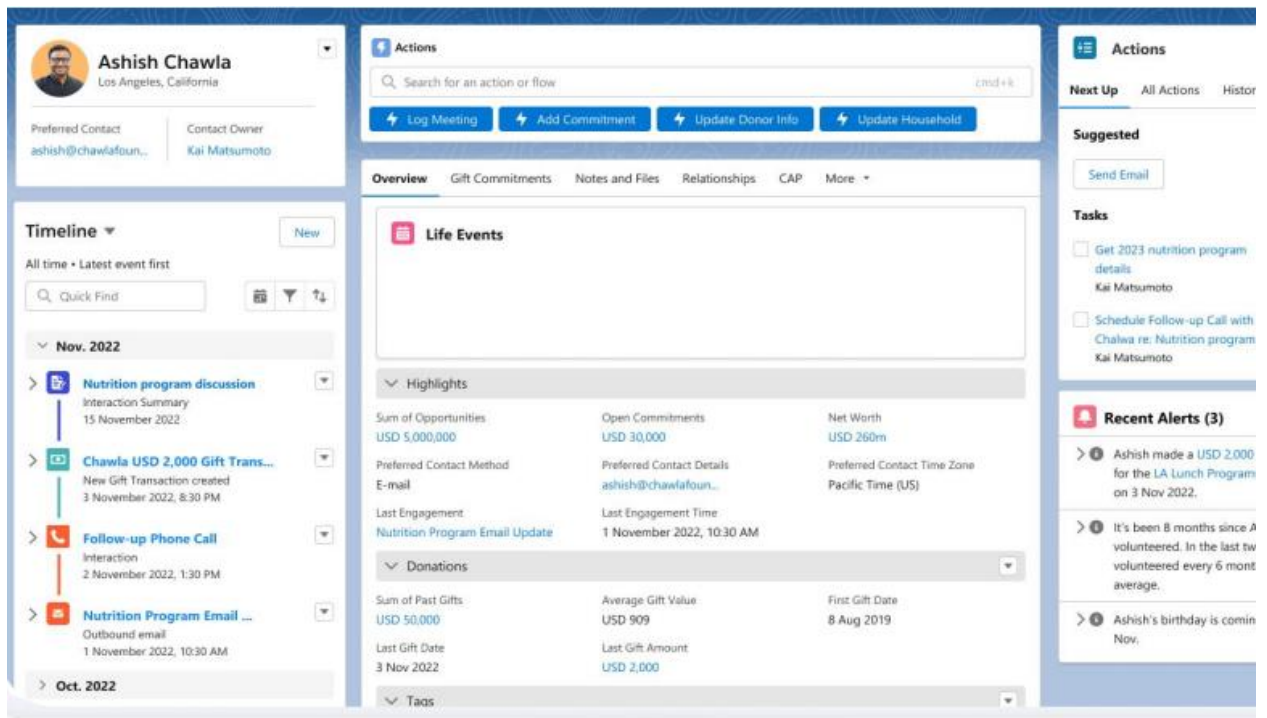 Ashish Chawla
Los Angeles, California
Preferred Contact
Contact Owner
ashish@chawlafoun...
Kai Matsumoto
Timeline
New
All time • Latest event first
Quick Find
Nov. 2022
Nutrition program discussion
Interaction Summary
15 November 2022
Chawla USD 2,000 Gift Trans...
New Gift Transaction created
3 November 2022, 8:30 PM
Follow-up Phone Call
Interaction
2 November 2022, 1:30 PM
Nutrition Program Email ...
Outbound email
1 November 2022, 10:30 AM
Oct. 2022
Actions
Search for an action or flow
cmd+k
Log Meeting
Add Commitment
Update Donor Info
Update Household
Overview
Gift Commitments
Notes and Files
Relationships
CAP
More
Life Events
Highlights
Sum of Opportunities
Open Commitments
Net Worth
USD 5,000,000
USD 30,000
USD 260m
Preferred Contact Method
Preferred Contact Details
Preferred Contact Time Zone
E-mail
ashish@chawlafoun...
Pacific Time (US)
Last Engagement
Last Engagement Time
Nutrition Program Email Update
1 November 2022, 10:30 AM
Donations
Sum of Past Gifts
Average Gift Value
First Gift Date
USD 50,000
USD 909
8 Aug 2019
Last Gift Date
Last Gift Amount
3 Nov 2022
USD 2,000
Tags
Actions
Next Up
All Actions
Histor
Suggested
Send Email
Tasks
Get 2023 nutrition program
details
Kai Matsumoto
Schedule Follow-up Call with
Chalwa re: Nutrition program
Kai Matsumoto
Recent Alerts (3)
Ashish made a USD 2,000
for the LA Lunch Program
on 3 Nov 2022.
It's been 8 months since A
volunteered. In the last tw
volunteered every 6 mont
average.
Ashish's birthday is comin
Nov.